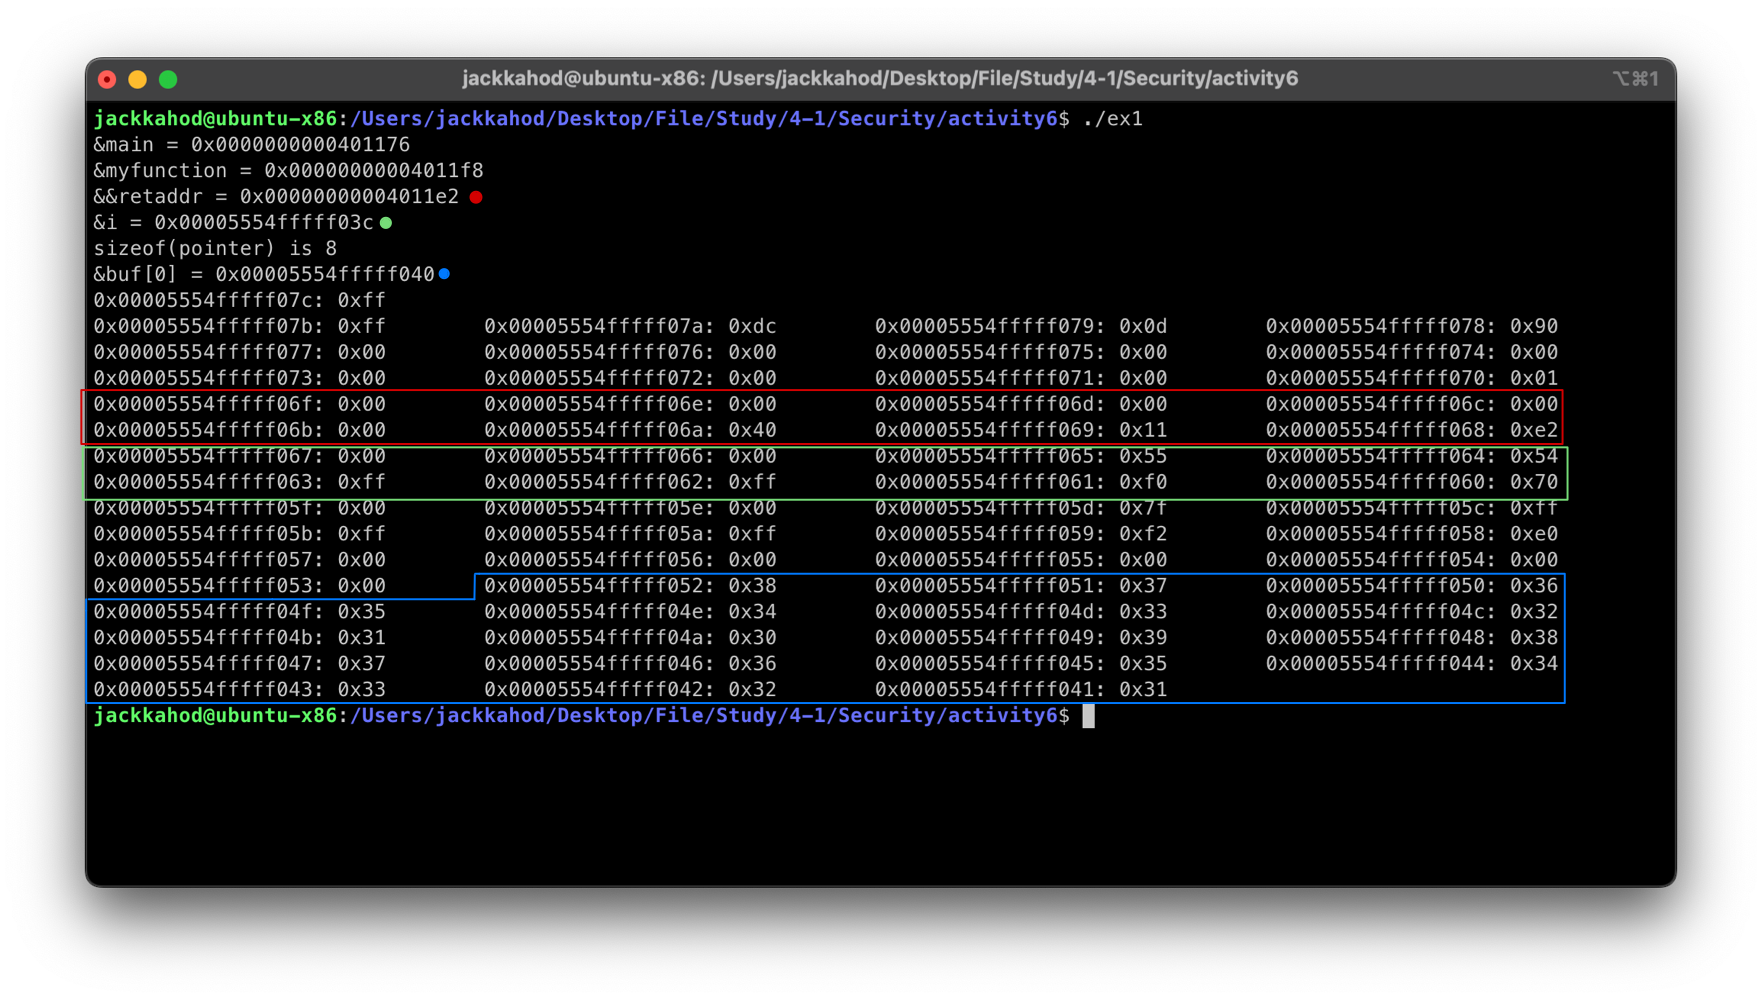 jackkahod@ubuntu-x86: /Users/jackkahod/Desktop/File/Study/4-1/Security/activity6 ⌥⌘1
jackkahod@ubuntu-x86:/Users/jackkahod/Desktop/File/Study/4-1/Security/activity6$ ./ex1
&main = 0x0000000000401176
&myfunction = 0x00000000004011f8
&&retaddr = 0x00000000004011e2
&i = 0x00005554fffff03c
sizeof(pointer) is 8
&buf[0] = 0x00005554fffff040
0x00005554fffff07c: 0xff
0x00005554fffff07b: 0xff 0x00005554fffff07a: 0xdc 0x00005554fffff079: 0x0d 0x00005554fffff078: 0x90
0x00005554fffff077: 0x00 0x00005554fffff076: 0x00 0x00005554fffff075: 0x00 0x00005554fffff074: 0x00
0x00005554fffff073: 0x00 0x00005554fffff072: 0x00 0x00005554fffff071: 0x00 0x00005554fffff070: 0x01
0x00005554fffff06f: 0x00 0x00005554fffff06e: 0x00 0x00005554fffff06d: 0x00 0x00005554fffff06c: 0x00
0x00005554fffff06b: 0x00 0x00005554fffff06a: 0x40 0x00005554fffff069: 0x11 0x00005554fffff068: 0xe2
0x00005554fffff067: 0x00 0x00005554fffff066: 0x00 0x00005554fffff065: 0x55 0x00005554fffff064: 0x54
0x00005554fffff063: 0xff 0x00005554fffff062: 0xff 0x00005554fffff061: 0xf0 0x00005554fffff060: 0x70
0x00005554fffff05f: 0x00 0x00005554fffff05e: 0x00 0x00005554fffff05d: 0x7f 0x00005554fffff05c: 0xff
0x00005554fffff05b: 0xff 0x00005554fffff05a: 0xff 0x00005554fffff059: 0xf2 0x00005554fffff058: 0xe0
0x00005554fffff057: 0x00 0x00005554fffff056: 0x00 0x00005554fffff055: 0x00 0x00005554fffff054: 0x00
0x00005554fffff053: 0x00 0x00005554fffff052: 0x38 0x00005554fffff051: 0x37 0x00005554fffff050: 0x36
0x00005554fffff04f: 0x35 0x00005554fffff04e: 0x34 0x00005554fffff04d: 0x33 0x00005554fffff04c: 0x32
0x00005554fffff04b: 0x31 0x00005554fffff04a: 0x30 0x00005554fffff049: 0x39 0x00005554fffff048: 0x38
0x00005554fffff047: 0x37 0x00005554fffff046: 0x36 0x00005554fffff045: 0x35 0x00005554fffff044: 0x34
0x00005554fffff043: 0x33 0x00005554fffff042: 0x32 0x00005554fffff041: 0x31
jackkahod@ubuntu-x86:/Users/jackkahod/Desktop/File/Study/4-1/Security/activity6$